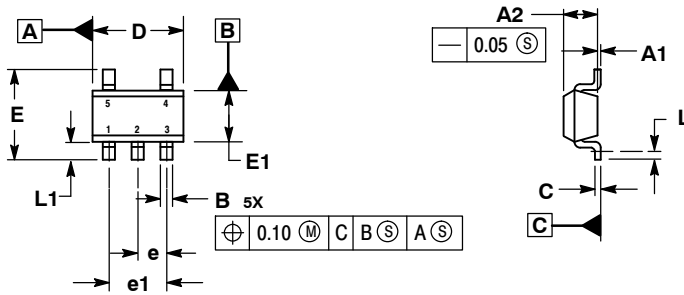 A
D
B
A2
— 0.05 Ⓢ
A1
E
5 4
1 2 3
E1
L1
L
B 5X
C
⌖ 0.10 Ⓜ C B Ⓢ A Ⓢ
C
e
e1